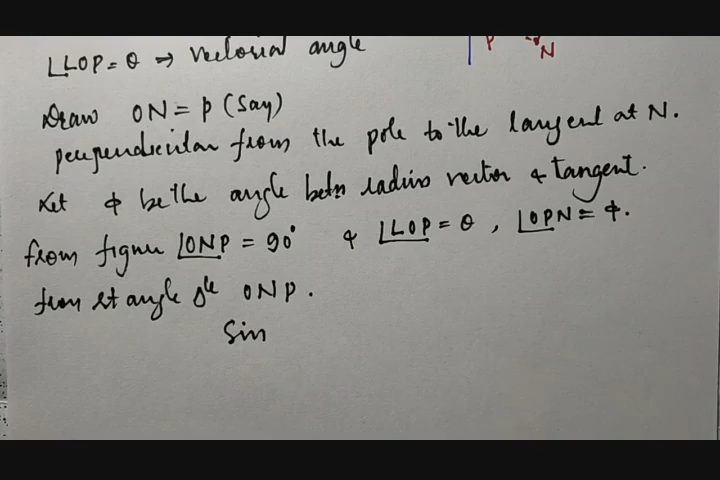 ∠LOP = θ → Vectorial angle
P
N
Draw ON = p (Say)
perpendicular from the pole to the tangent at N.
Let φ be the angle betn radius vector & tangent.
from figure ∠ONP = 90° & ∠LOP = θ, ∠OPN = φ.
from rt angle Δle ONP.
Sin